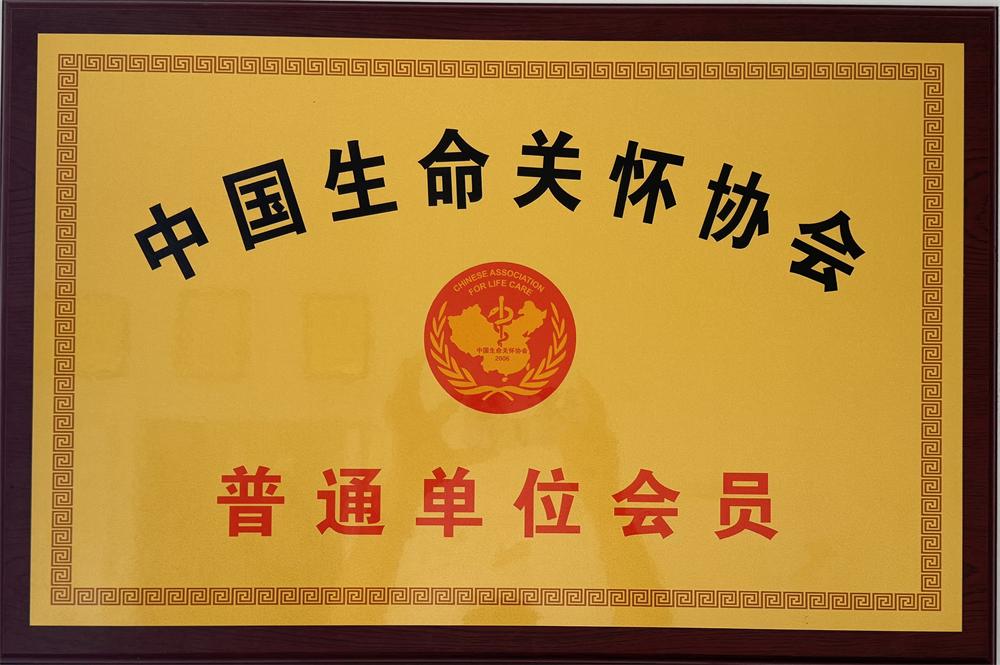 中国生命关怀协会
CHINESE ASSOCIATION
FOR LIFE CARE
中国生命关怀协会
2006
普通单位会员